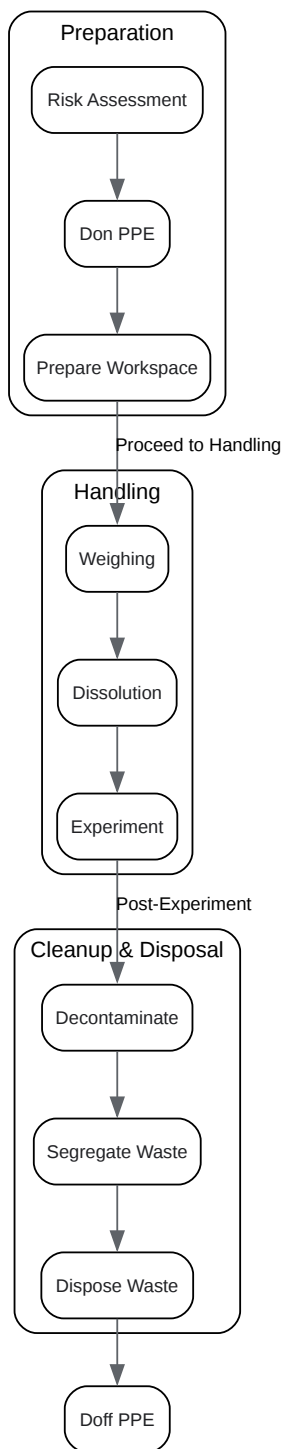 Preparation
Risk Assessment
Don PPE
Prepare Workspace
Proceed to Handling
Handling
Weighing
Dissolution
Experiment
Post-Experiment
Cleanup & Disposal
Decontaminate
Segregate Waste
Dispose Waste
Doff PPE